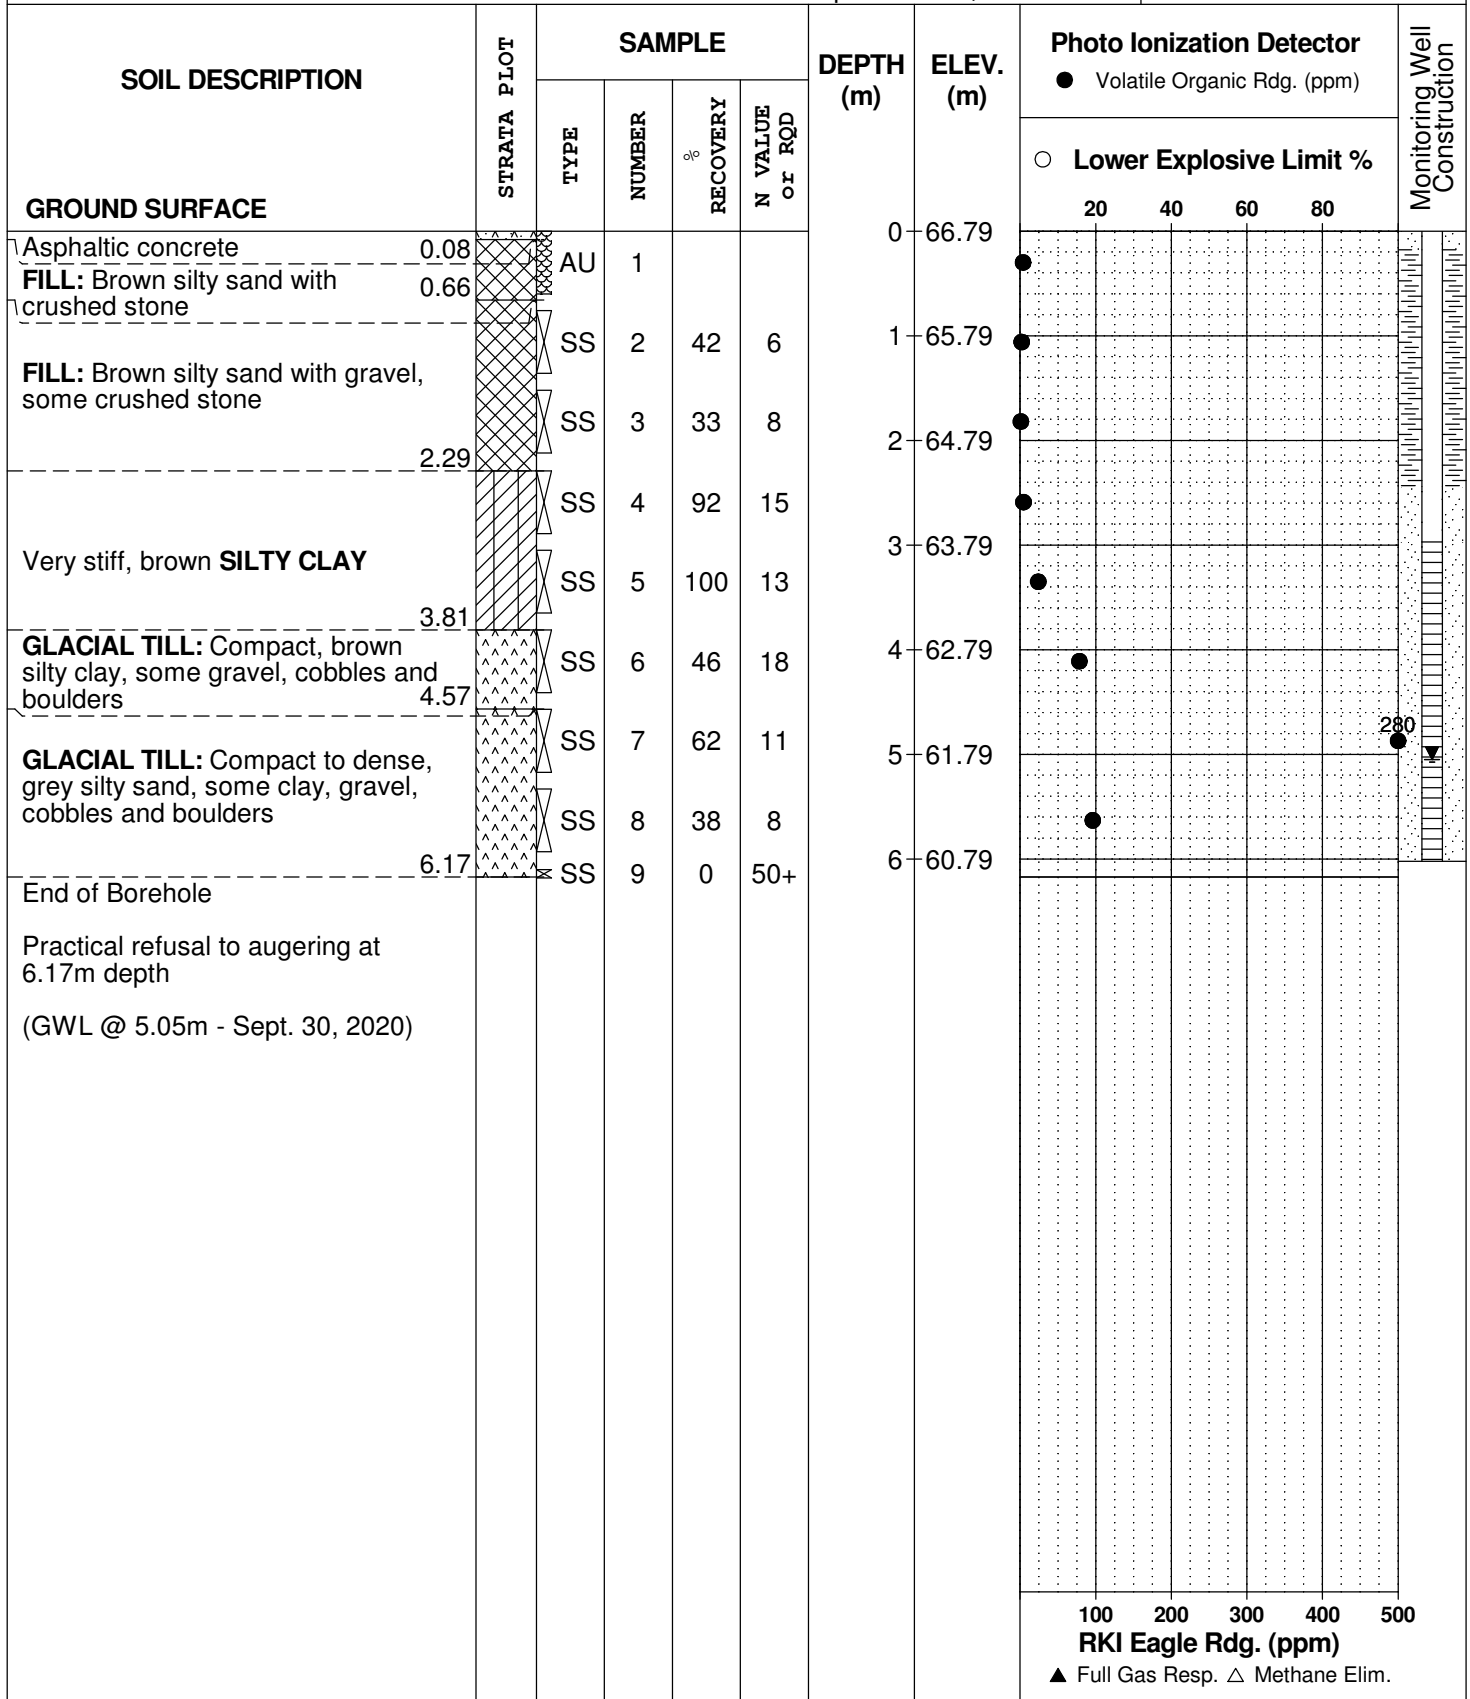 SOIL DESCRIPTION
GROUND SURFACE
STRATA PLOT
SAMPLE
TYPE
NUMBER
%
RECOVERY
N VALUE
or RQD
DEPTH
(m)
ELEV.
(m)
Photo Ionization Detector
● Volatile Organic Rdg. (ppm)
○ Lower Explosive Limit %
20 40 60 80
Monitoring Well
Construction
0 66.79
Asphaltic concrete 0.08
FILL: Brown silty sand with
crushed stone 0.66
AU 1
SS 2 42 6
1 65.79
FILL: Brown silty sand with gravel,
some crushed stone
2.29
SS 3 33 8
2 64.79
SS 4 92 15
Very stiff, brown SILTY CLAY
3.81
3 63.79
SS 5 100 13
GLACIAL TILL: Compact, brown
silty clay, some gravel, cobbles and
boulders 4.57
SS 6 46 18
4 62.79
280
GLACIAL TILL: Compact to dense,
grey silty sand, some clay, gravel,
cobbles and boulders
6.17
SS 7 62 11
5 61.79
SS 8 38 8
6 60.79
SS 9 0 50+
End of Borehole
Practical refusal to augering at
6.17m depth
(GWL @ 5.05m - Sept. 30, 2020)
100 200 300 400 500
RKI Eagle Rdg. (ppm)
▲ Full Gas Resp. △ Methane Elim.